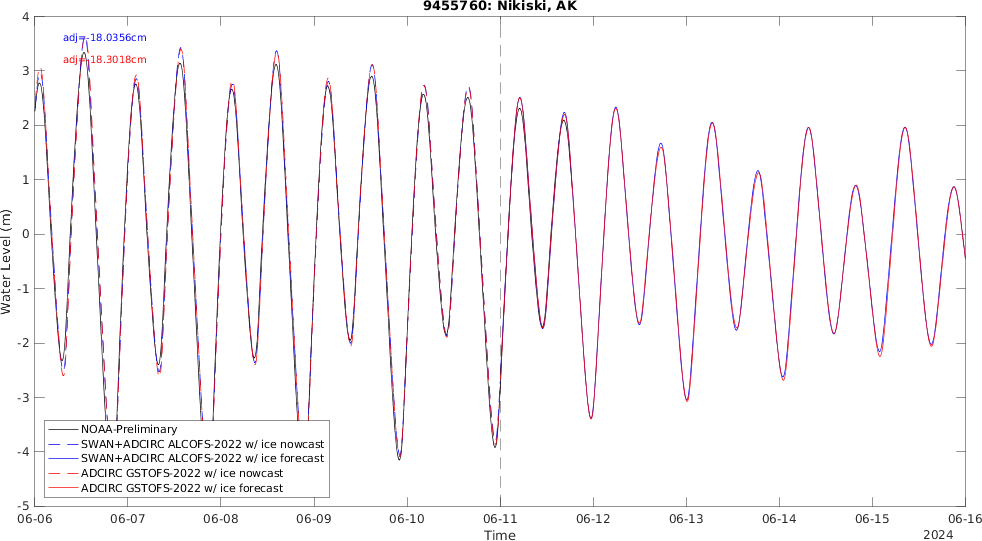 9455760: Nikiski, AK
adj=-18.0356cm
adj=-18.3018cm
Water Level (m)
4
3
2
1
0
-1
-2
-3
-4
-5
NOAA-Preliminary
SWAN+ADCIRC ALCOFS-2022 w/ ice nowcast
SWAN+ADCIRC ALCOFS-2022 w/ ice forecast
ADCIRC GSTOFS-2022 w/ ice nowcast
ADCIRC GSTOFS-2022 w/ ice forecast
06-06 06-07 06-08 06-09 06-10 06-11 06-12 06-13 06-14 06-15 06-16
Time
2024